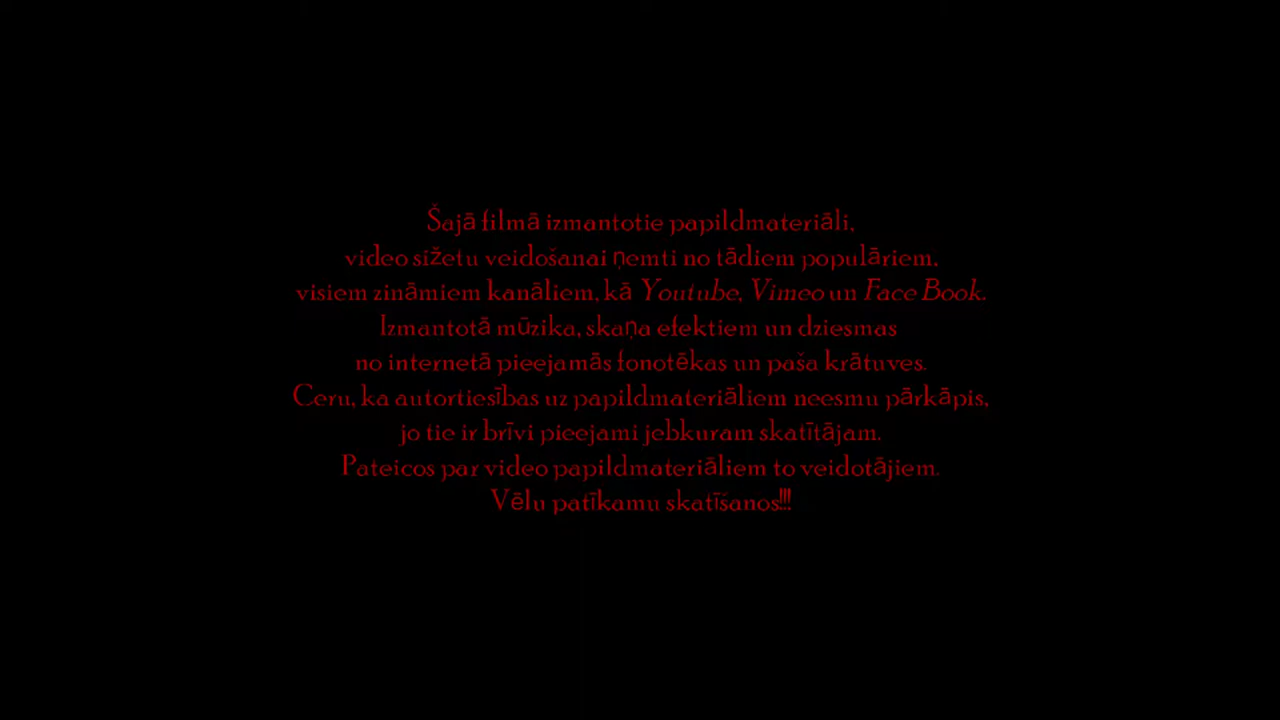 Šajā filmā izmantotie papildmateriāli,
video sižetu veidošanai ņemti no tādiem populāriem,
visiem zināmiem kanāliem, kā Youtube, Vimeo un Face Book.
Izmantotā mūzika, skaņa efektiem un dziesmas
no internetā pieejamās fonotēkas un paša krātuves.
Ceru, ka autortiesības uz papildmateriāliem neesmu pārkāpis,
jo tie ir brīvi pieejami jebkuram skatītājam.
Pateicos par video papildmateriāliem to veidotājiem.
Vēlu patīkamu skatīšanos!!!